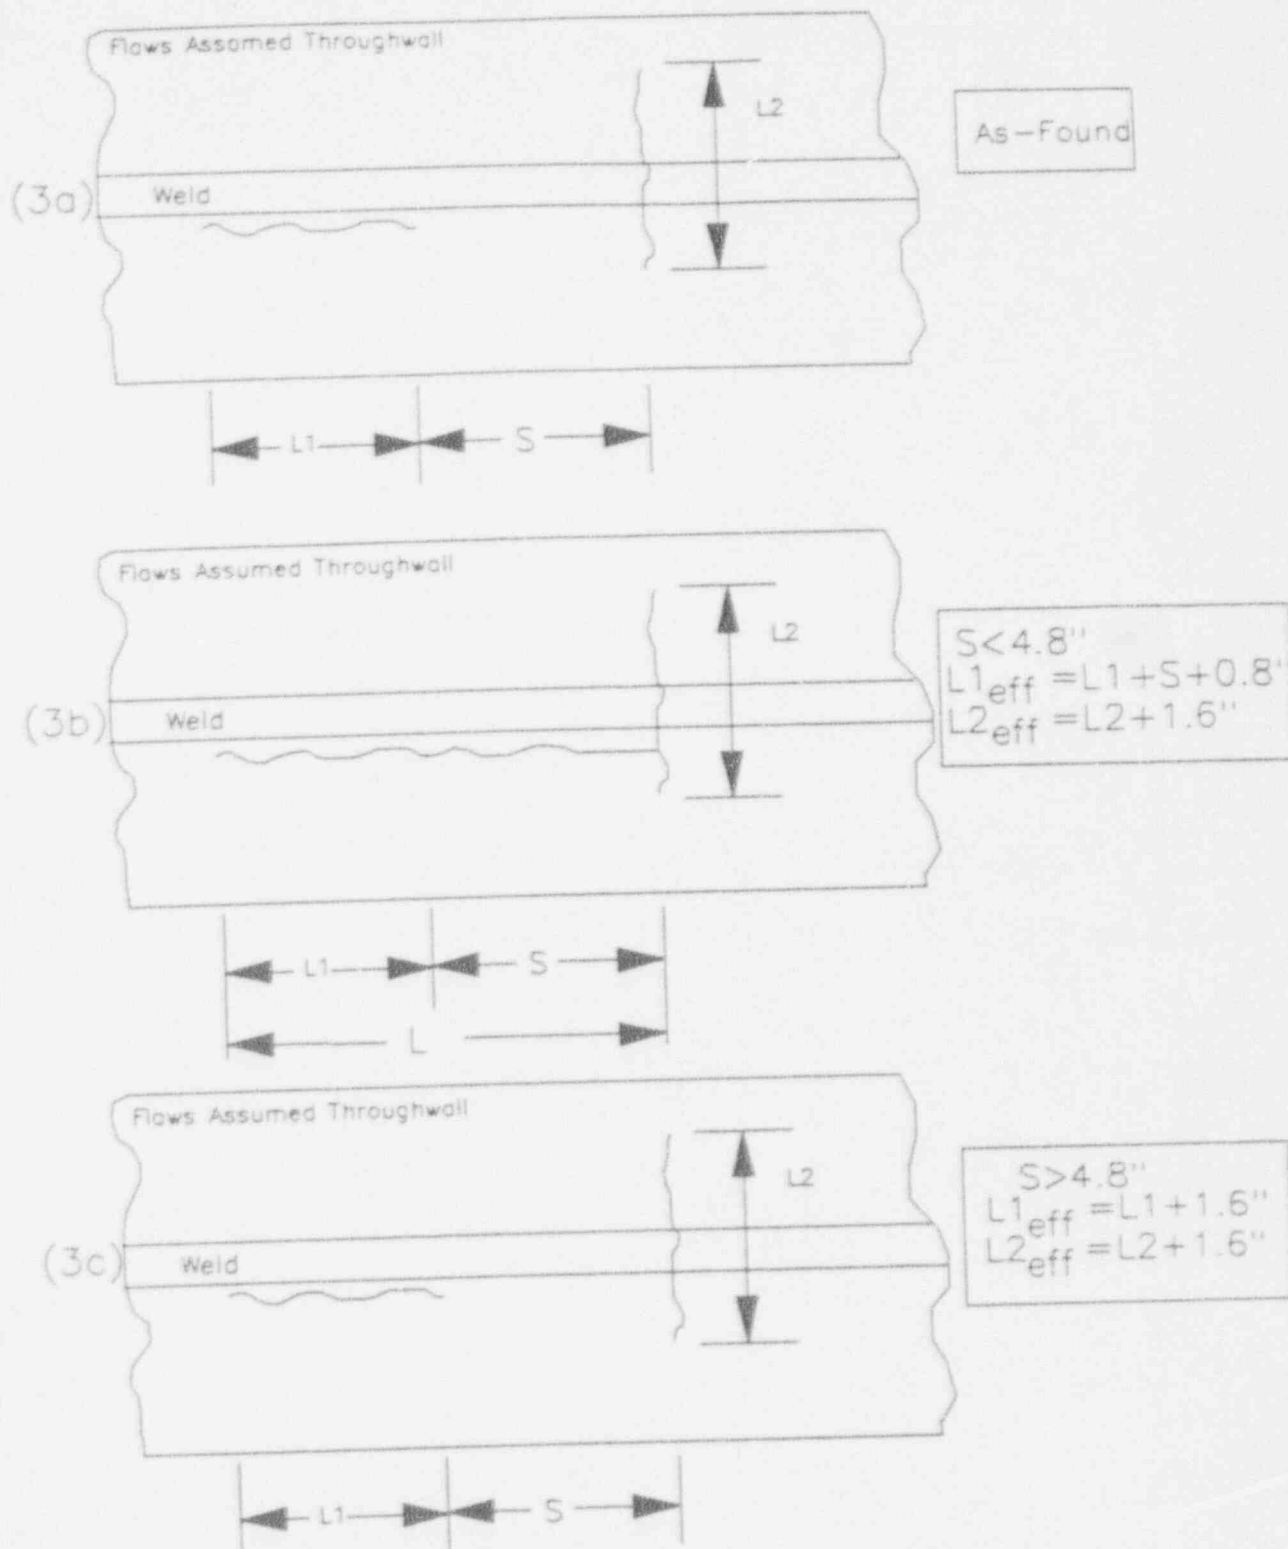 Flaws Assumed Throughwall
L2
As-Found
(3a)
Weld
L1
S
Flaws Assumed Throughwall
L2
S<4.8"
L1eff =L1+S+0.8'
L2eff =L2+1.6"
(3b)
Weld
L1
S
L
Flaws Assumed Throughwall
L2
S>4.8"
L1eff =L1+1.6"
L2eff =L2+1.6"
(3c)
Weld
L1
S